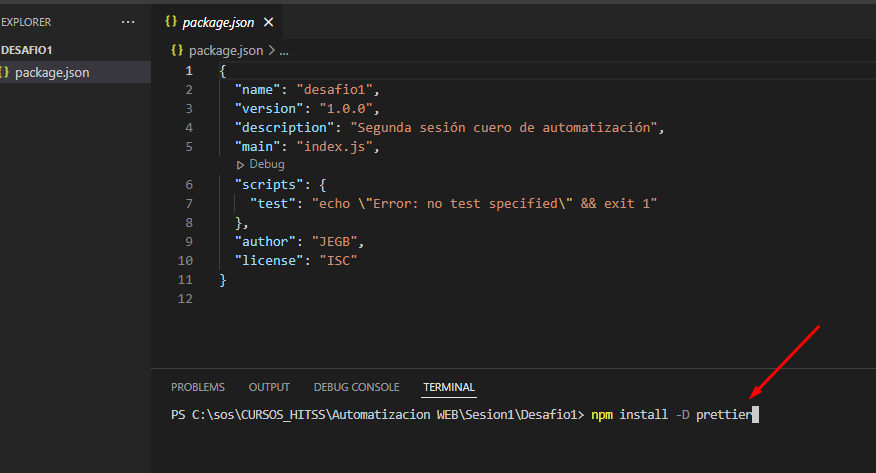 EXPLORER ···
package.json
DESAFIO1
package.json
package.json > ...
1 {
2 "name": "desafio1",
3 "version": "1.0.0",
4 "description": "Segunda sesión cuero de automatización",
5 "main": "index.js",
Debug
6 "scripts": {
7 "test": "echo \"Error: no test specified\" && exit 1"
8 },
9 "author": "JEGB",
10 "license": "ISC"
11 }
12
PROBLEMS OUTPUT DEBUG CONSOLE TERMINAL
PS C:\sos\CURSOS_HITSS\Automatizacion WEB\Sesion1\Desafio1> npm install -D prettier